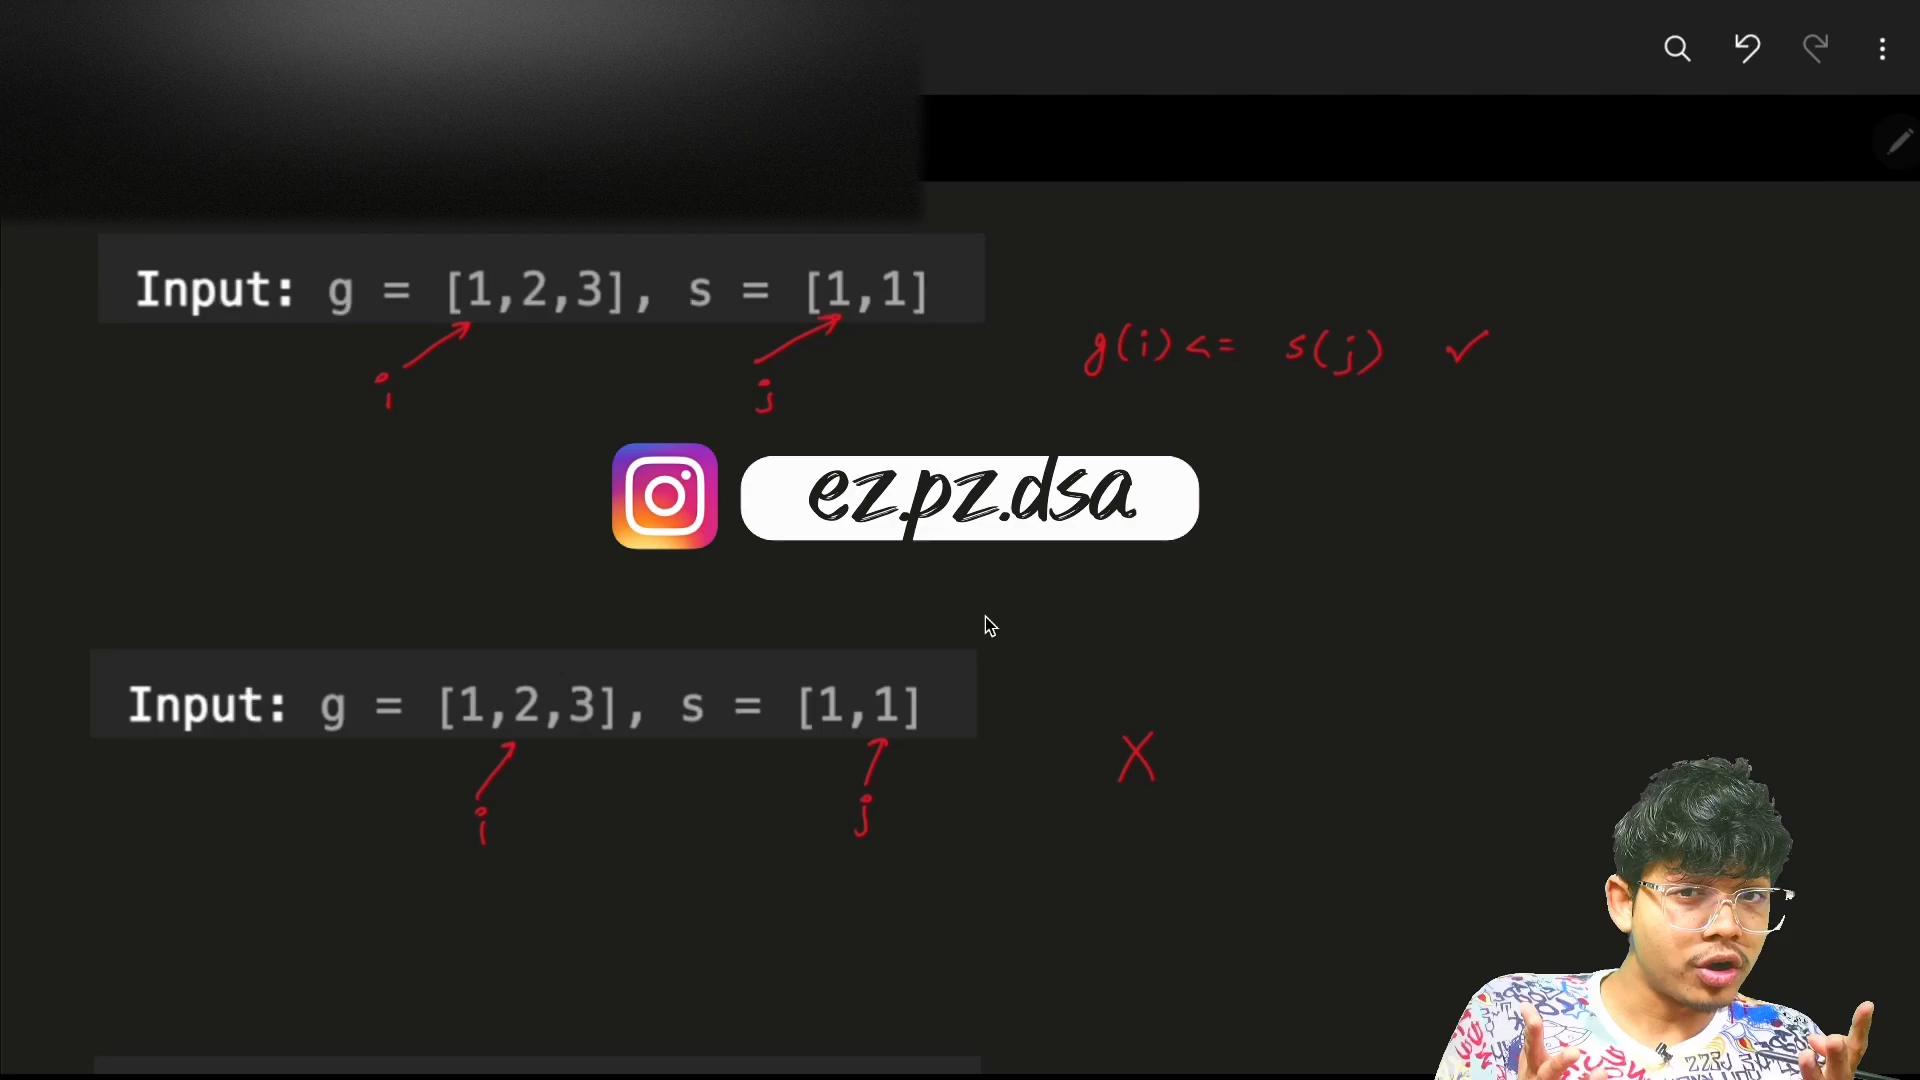 Input: g = [1,2,3], s = [1,1]
i j
g(i) <= s(j) ✓
ez.pz.dsa
Input: g = [1,2,3], s = [1,1]
i j
X